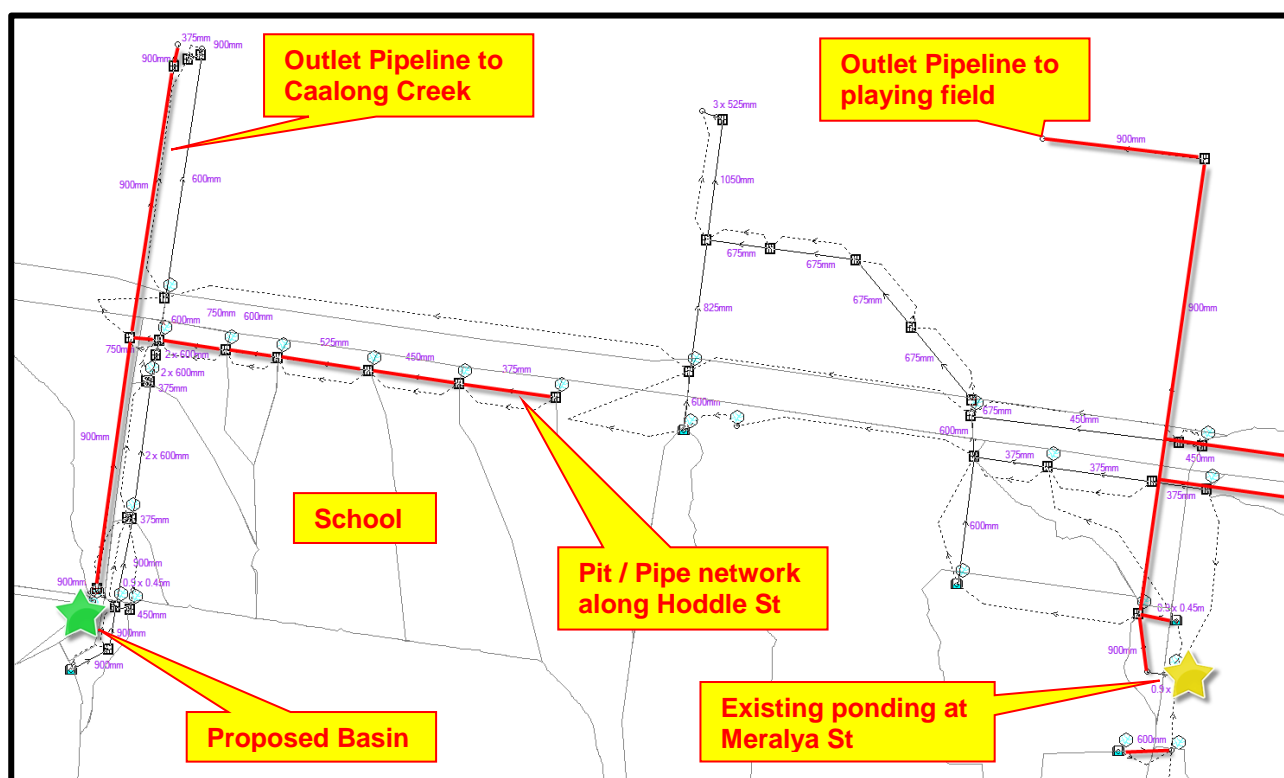 375mm
900mm
900mm
Outlet Pipeline to
Caalong Creek
Outlet Pipeline to
playing field
3 x 525mm
900mm
900mm
600mm
1050mm
675mm
675mm
675mm
900mm
825mm
675mm
750mm
600mm
600mm
525mm
750mm
2 x 600mm
450mm
2 x 600mm
375mm
375mm
600mm
675mm
450mm
600mm
450mm
900mm
375mm
375mm
375mm
2 x 600mm
School
375mm
Pit / Pipe network
along Hoddle St
600mm
900mm
900mm
0.9 x 0.45m
450mm
0.3 x 0.45m
900mm
900mm
900mm
Proposed Basin
Existing ponding at
Meralya St
0.9 x
600mm